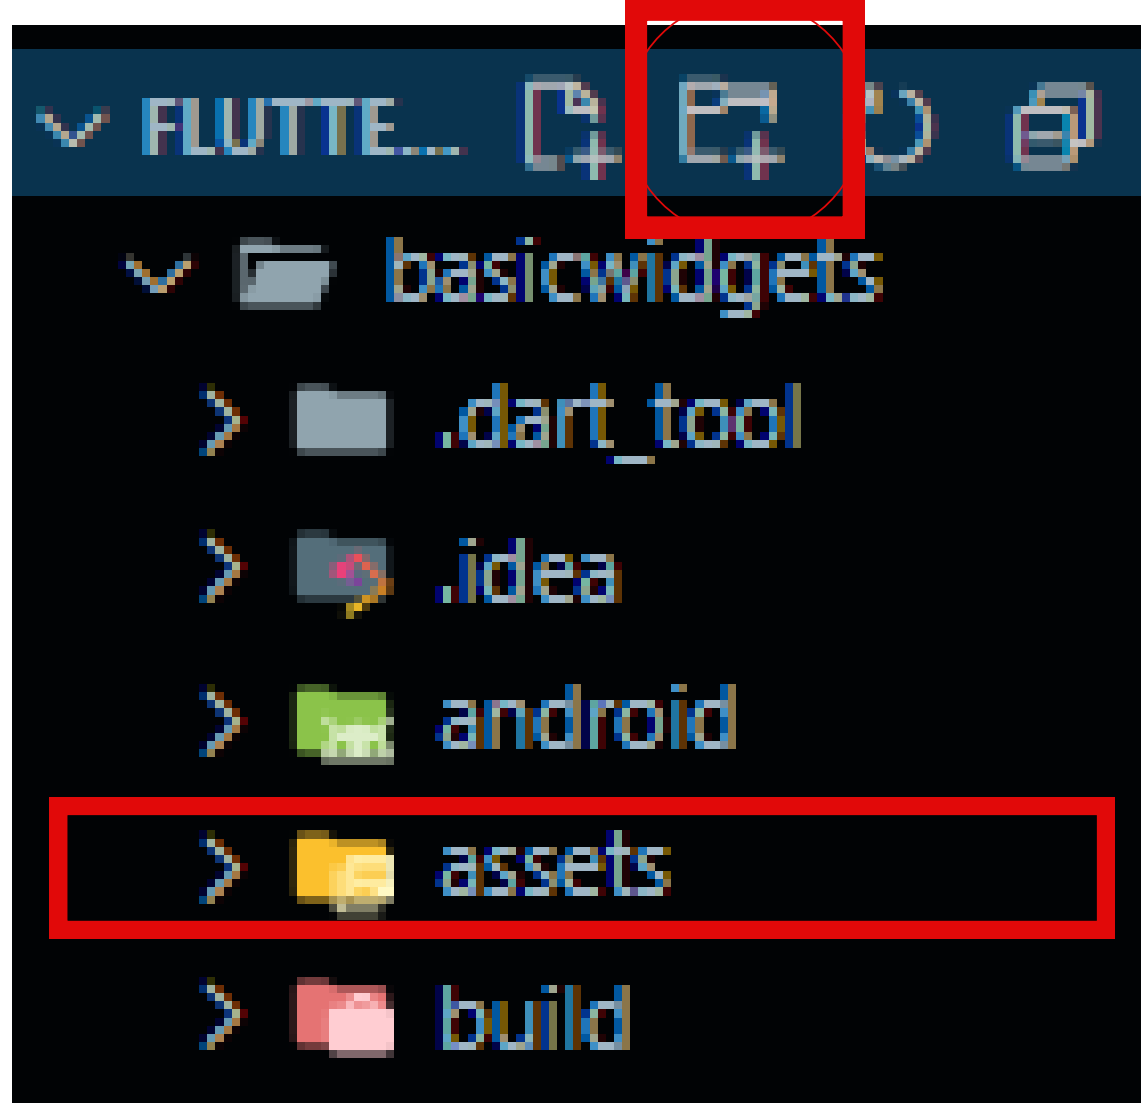 FLUTTE...
basicwidgets
.dart_tool
.idea
android
assets
build